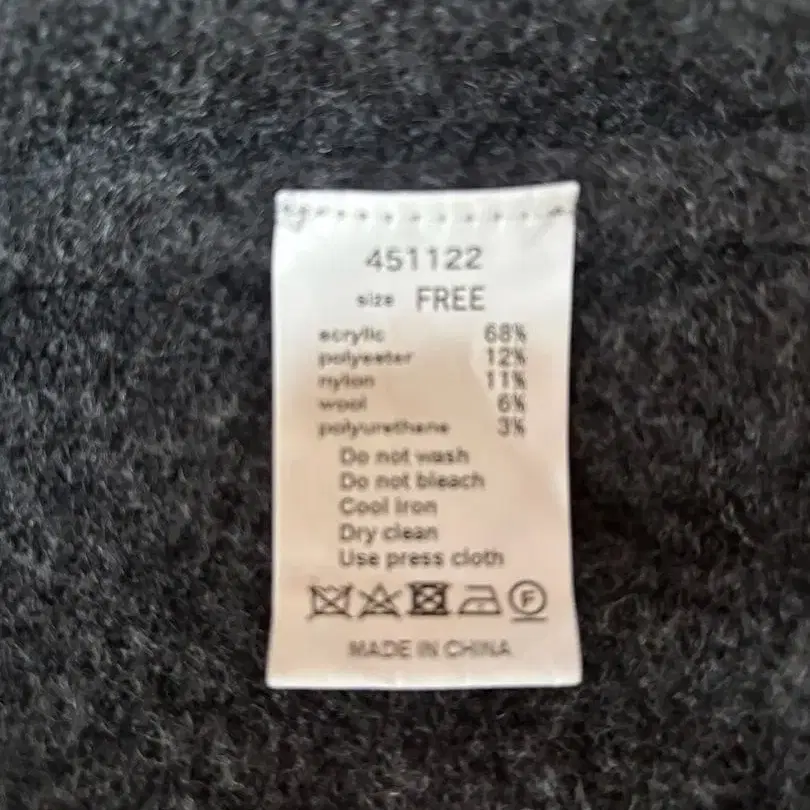 451122
size FREE
acrylic 68%
polyester 12%
nylon 11%
wool 6%
polyurethane 3%
Do not wash
Do not bleach
Cool iron
Dry clean
Use press cloth
F
MADE IN CHINA